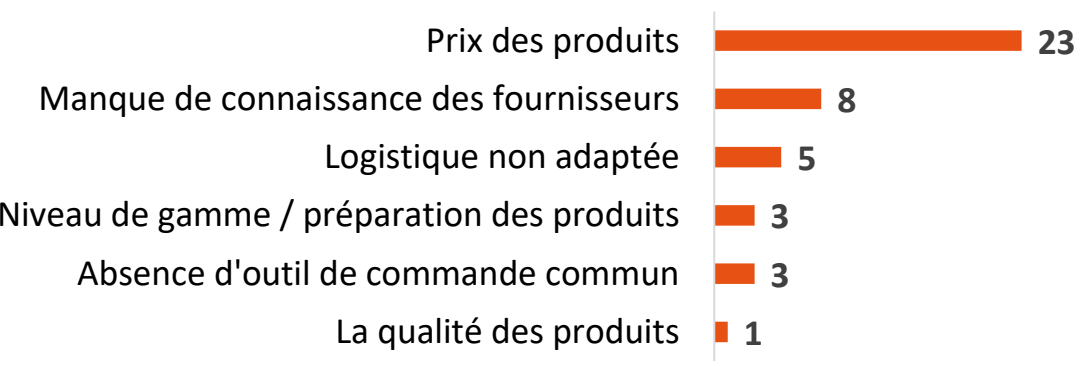 Prix des produits 23
Manque de connaissance des fournisseurs 8
Logistique non adaptée 5
Niveau de gamme / préparation des produits 3
Absence d'outil de commande commun 3
La qualité des produits 1